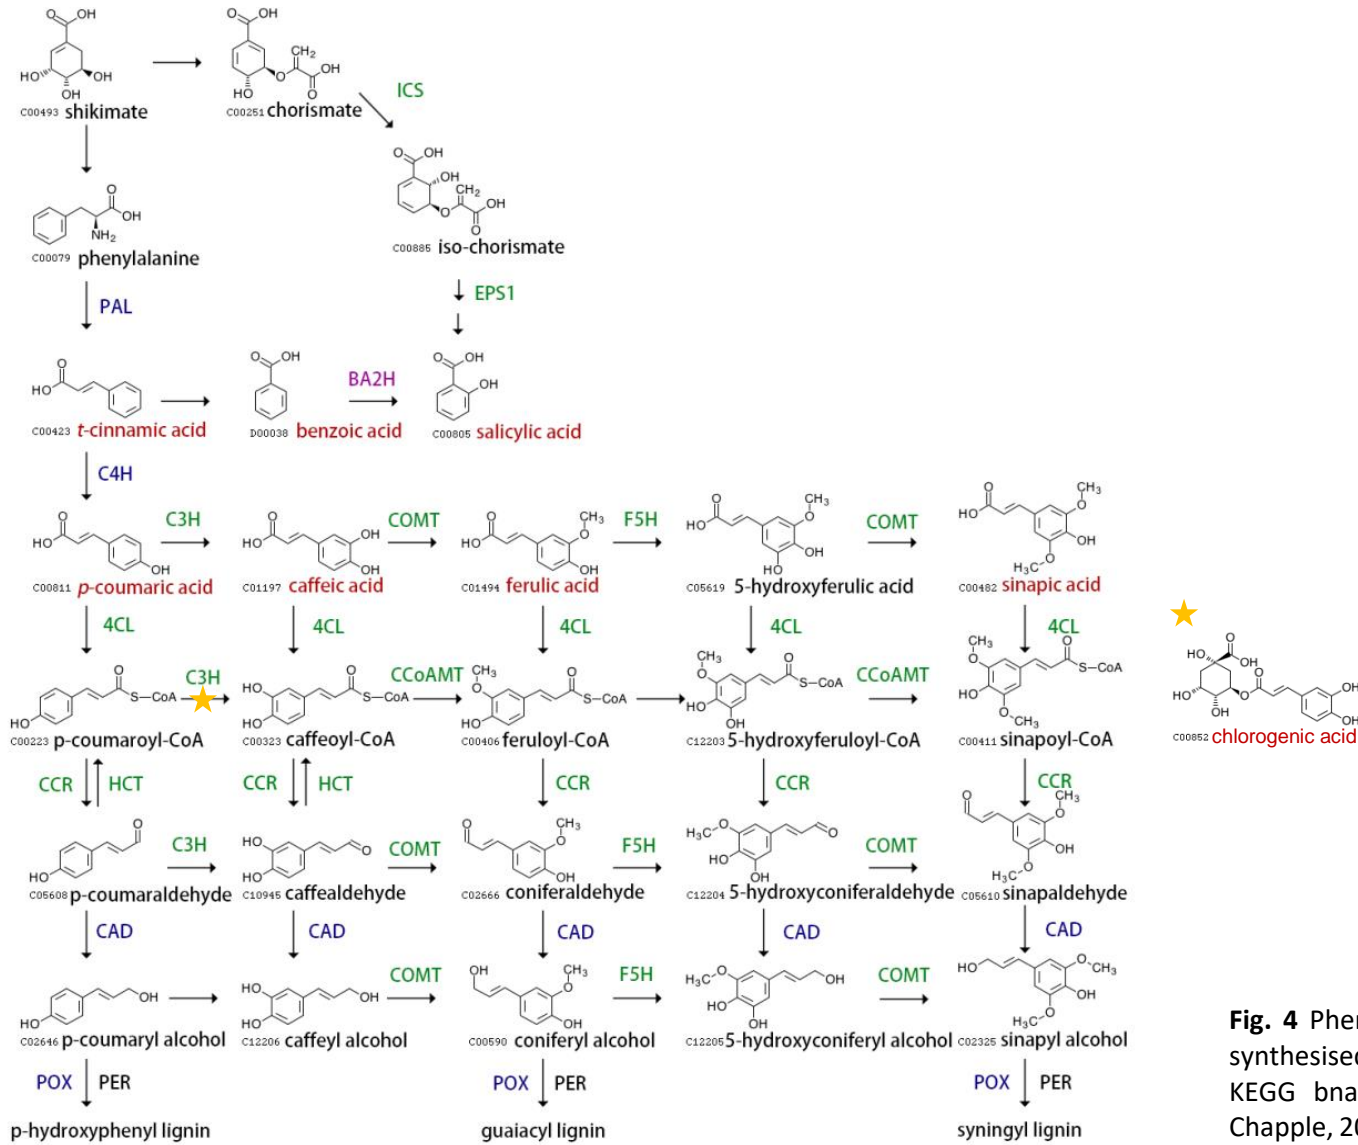 C00493 shikimate
C00251 chorismate
ICS
C00079 phenylalanine
C00885 iso-chorismate
PAL
EPS1
C00423 t-cinnamic acid
D00038 benzoic acid
BA2H
C00805 salicylic acid
C4H
C00811 p-coumaric acid
C3H
C01197 caffeic acid
COMT
C01494 ferulic acid
F5H
C05619 5-hydroxyferulic acid
COMT
C00482 sinapic acid
4CL
4CL
4CL
4CL
4CL
C00223 p-coumaroyl-CoA
C3H
C00323 caffeoyl-CoA
CCoAMT
C00406 feruloyl-CoA
C12203 5-hydroxyferuloyl-CoA
CCoAMT
C00411 sinapoyl-CoA
C00852 chlorogenic acid
CCR HCT
CCR HCT
CCR
CCR
CCR
C05608 p-coumaraldehyde
C3H
C10945 caffealdehyde
COMT
C02666 coniferaldehyde
F5H
C12204 5-hydroxyconiferaldehyde
COMT
C05610 sinapaldehyde
CAD
CAD
CAD
CAD
CAD
C02646 p-coumaryl alcohol
C12206 caffeyl alcohol
COMT
C00590 coniferyl alcohol
F5H
C12205 5-hydroxyconiferyl alcohol
COMT
C02325 sinapyl alcohol
POX PER
POX PER
POX PER
p-hydroxyphenyl lignin
guaiacyl lignin
syningyl lignin
Fig. 4 Phen
synthesised
KEGG bna
Chapple, 20